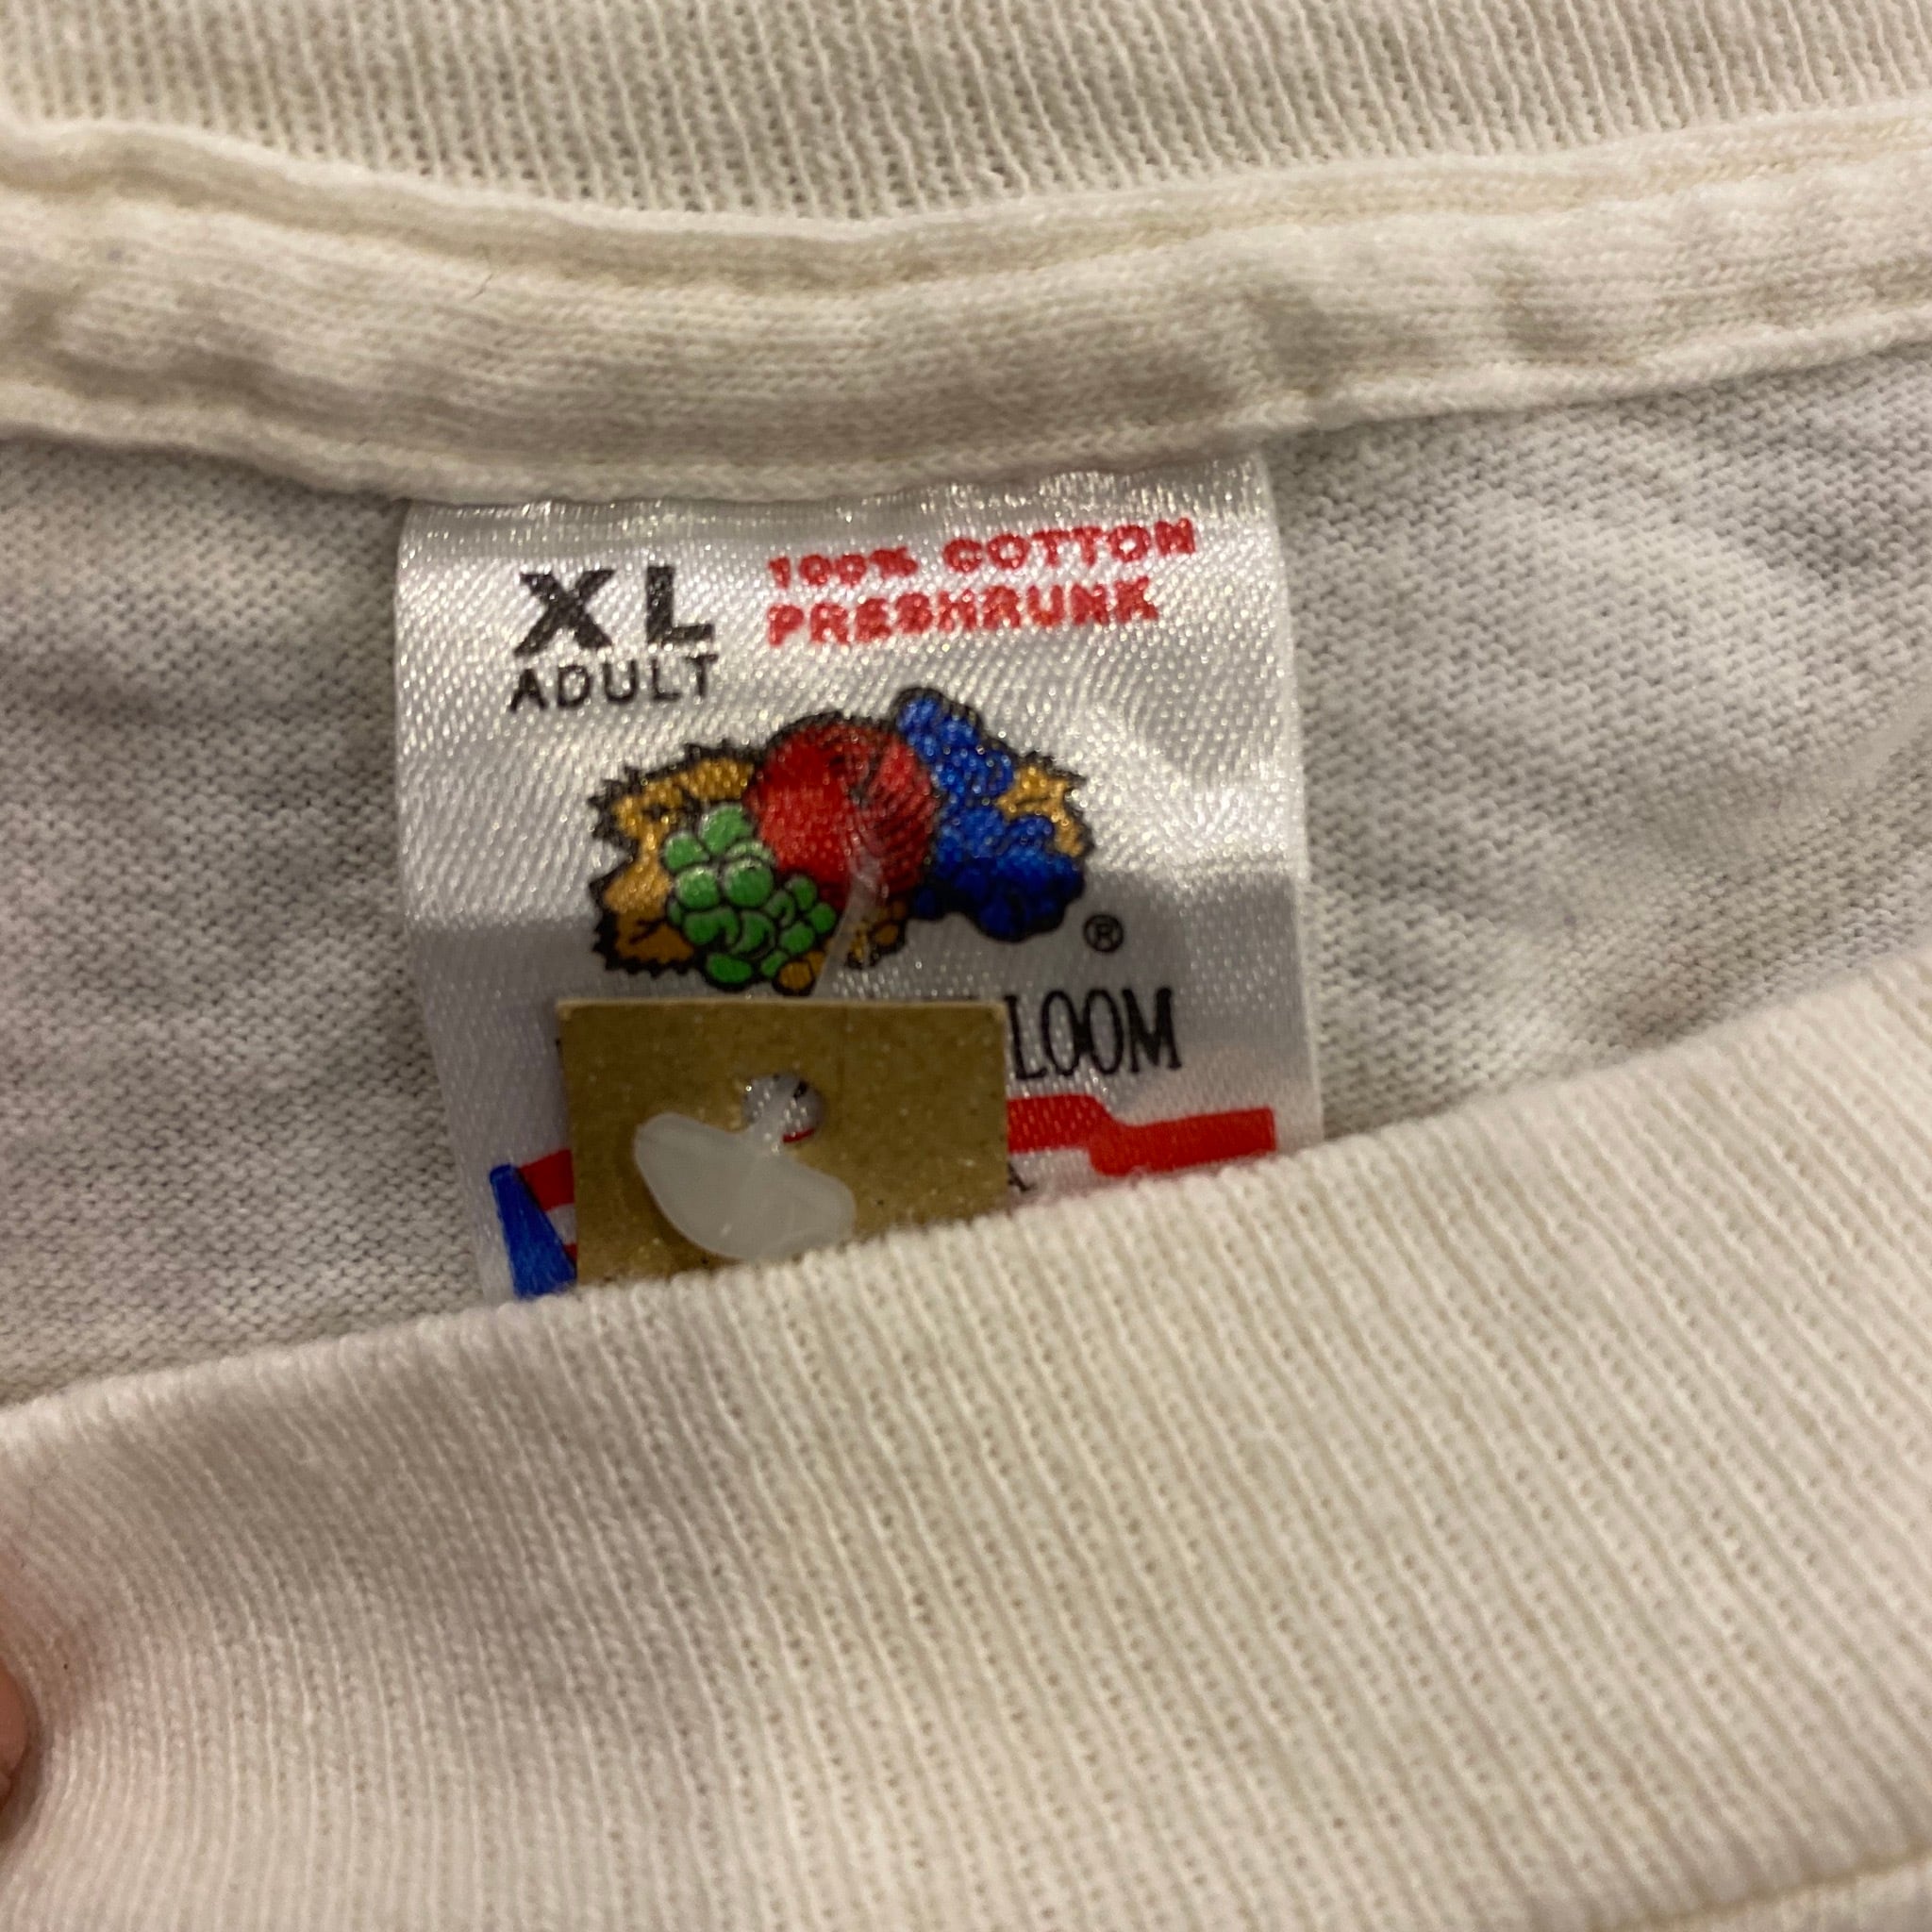 XL
ADULT
100% COTTON
PRESHRUNK
®
LOOM